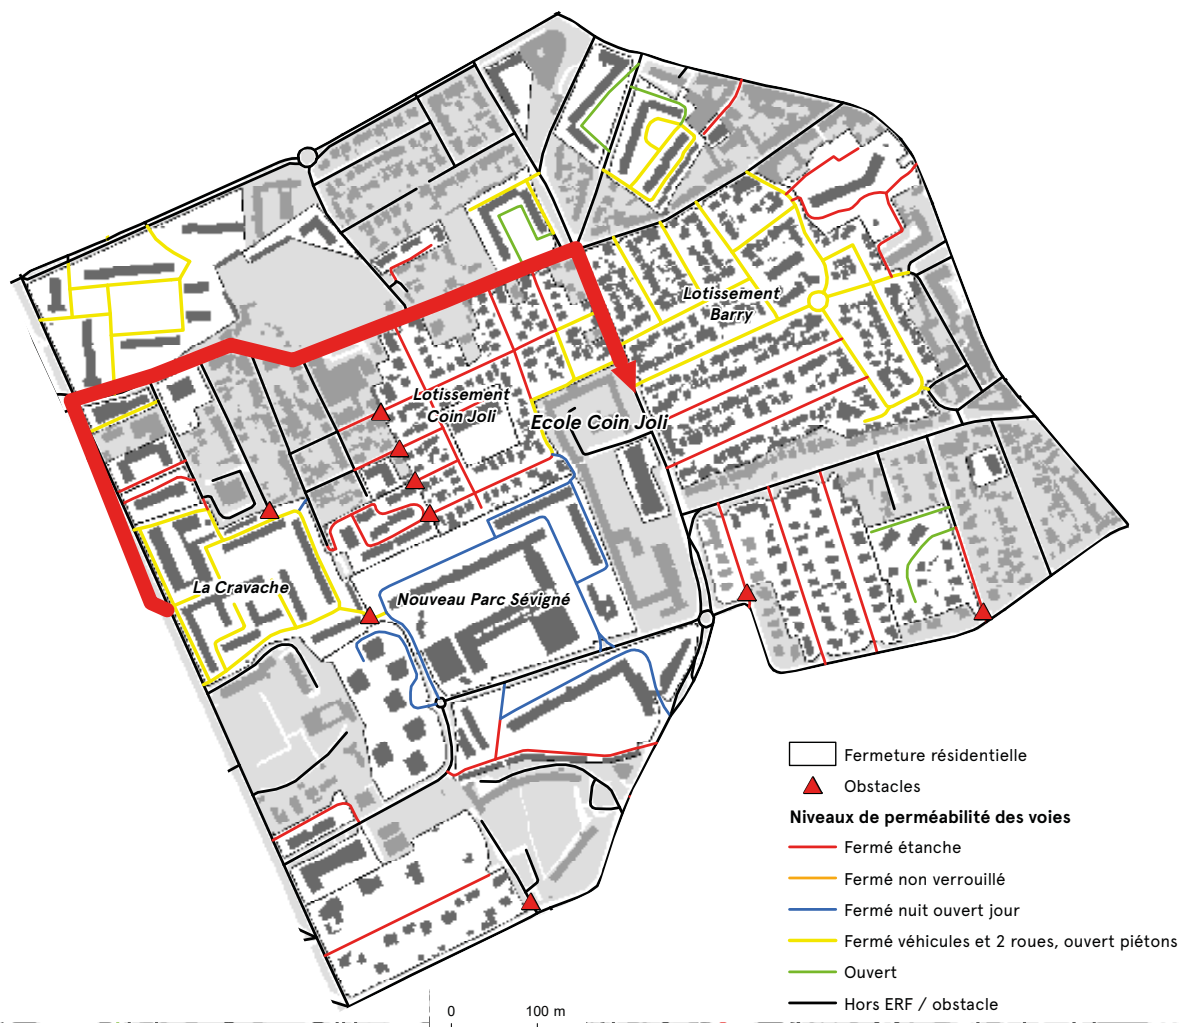 Lotissement
Barry
Lotissement
Coin Joli
Ecole Coin Joli
La Cravache
Nouveau Parc Sévigné
Fermeture résidentielle
Obstacles
Niveaux de perméabilité des voies
Fermé étanche
Fermé non verrouillé
Fermé nuit ouvert jour
Fermé véhicules et 2 roues, ouvert piétons
Ouvert
Hors ERF / obstacle
0 100 m